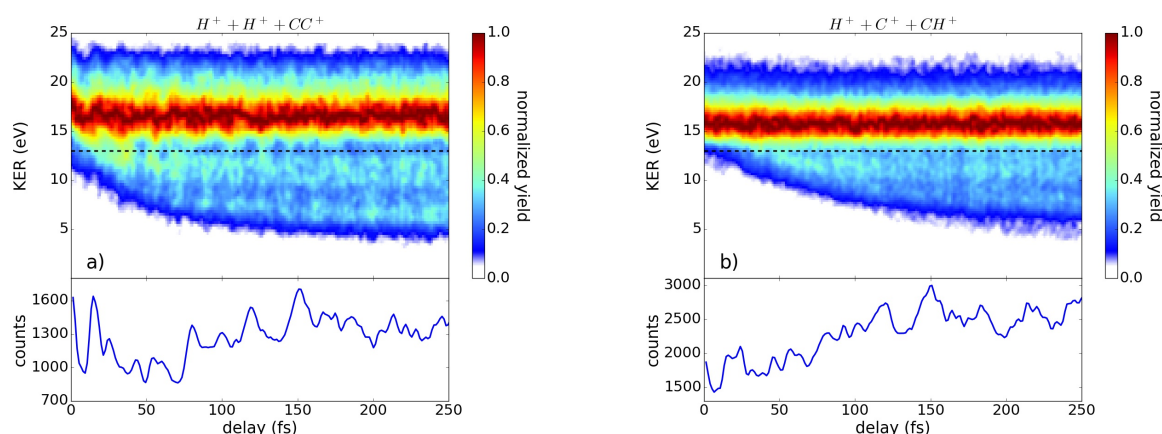 H⁺ + H⁺ + CC⁺
25
20
15
10
5
KER (eV)
a)
1.0
0.8
0.6
0.4
0.2
0.0
normalized yield
1600
1300
1000
700
counts
0 50 100 150 200 250
delay (fs)
H⁺ + C⁺ + CH⁺
25
20
15
10
5
KER (eV)
b)
1.0
0.8
0.6
0.4
0.2
0.0
normalized yield
3000
2500
2000
1500
counts
0 50 100 150 200 250
delay (fs)